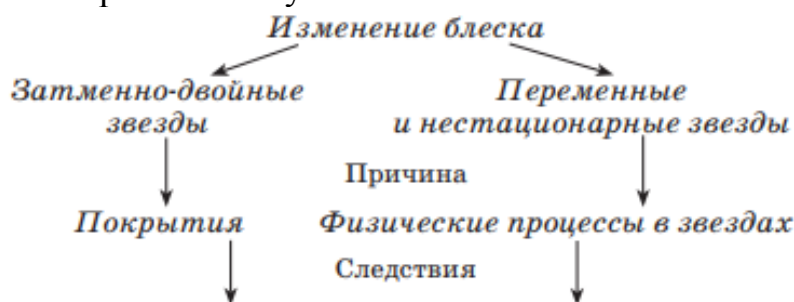 Изменение блеска
Затменно-двойные
звезды
Переменные
и нестационарные звезды
Причина
Покрытия
Физические процессы в звездах
Следствия